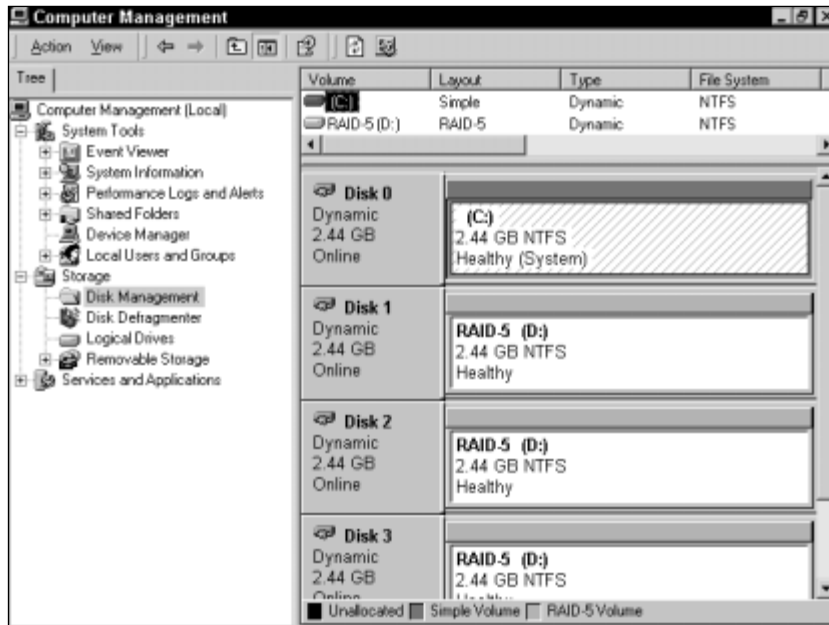 Computer Management
Action View
Tree
Computer Management (Local)
System Tools
Event Viewer
System Information
Performance Logs and Alerts
Shared Folders
Device Manager
Local Users and Groups
Storage
Disk Management
Disk Defragmenter
Logical Drives
Removable Storage
Services and Applications
Volume Layout Type File System
(C:) Simple Dynamic NTFS
RAID-5 (D:) RAID-5 Dynamic NTFS
Disk 0
Dynamic
2.44 GB
Online
(C:)
2.44 GB NTFS
Healthy (System)
Disk 1
Dynamic
2.44 GB
Online
RAID-5 (D:)
2.44 GB NTFS
Healthy
Disk 2
Dynamic
2.44 GB
Online
RAID-5 (D:)
2.44 GB NTFS
Healthy
Disk 3
Dynamic
2.44 GB
Online
RAID-5 (D:)
2.44 GB NTFS
Healthy
Unallocated Simple Volume RAID-5 Volume